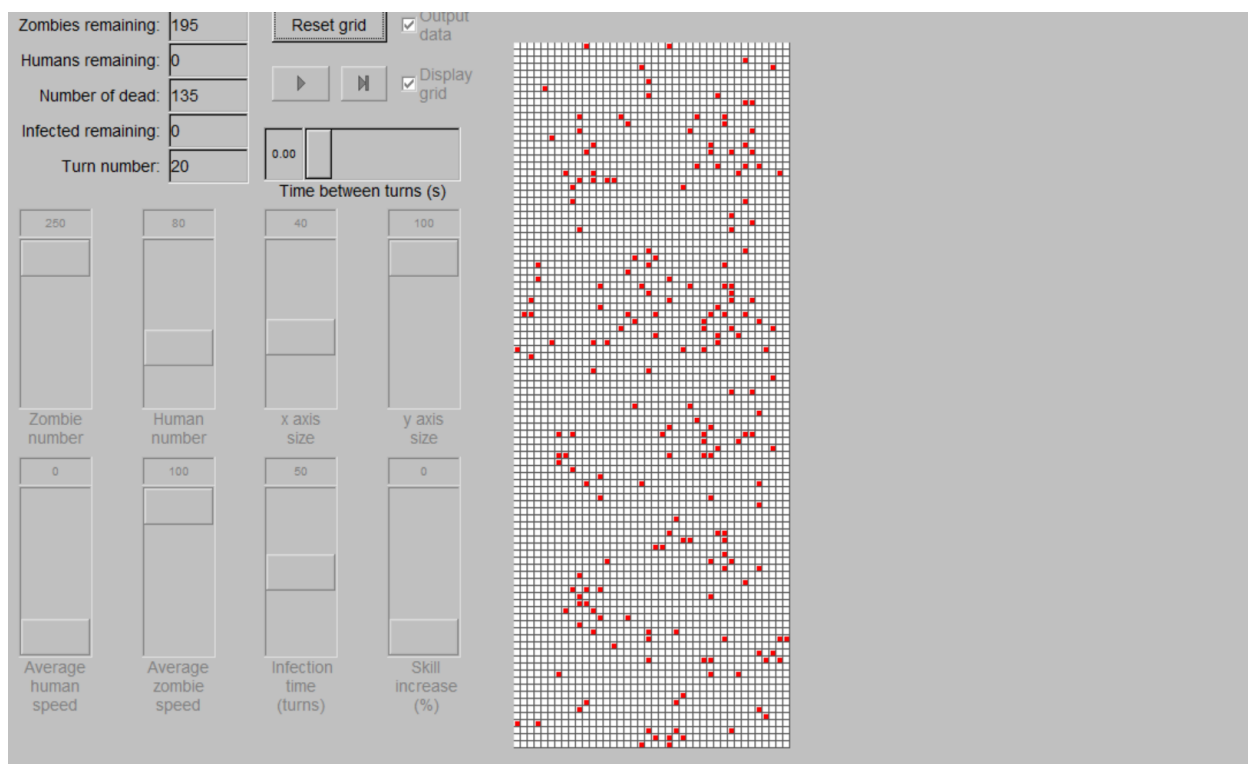 Zombies remaining: 195
Humans remaining: 0
Number of dead: 135
Infected remaining: 0
Turn number: 20
Reset grid
Output
data
Display
grid
0.00
Time between turns (s)
250
80
40
100
Zombie
number
Human
number
x axis
size
y axis
size
0
100
50
0
Average
human
speed
Average
zombie
speed
Infection
time
(turns)
Skill
increase
(%)